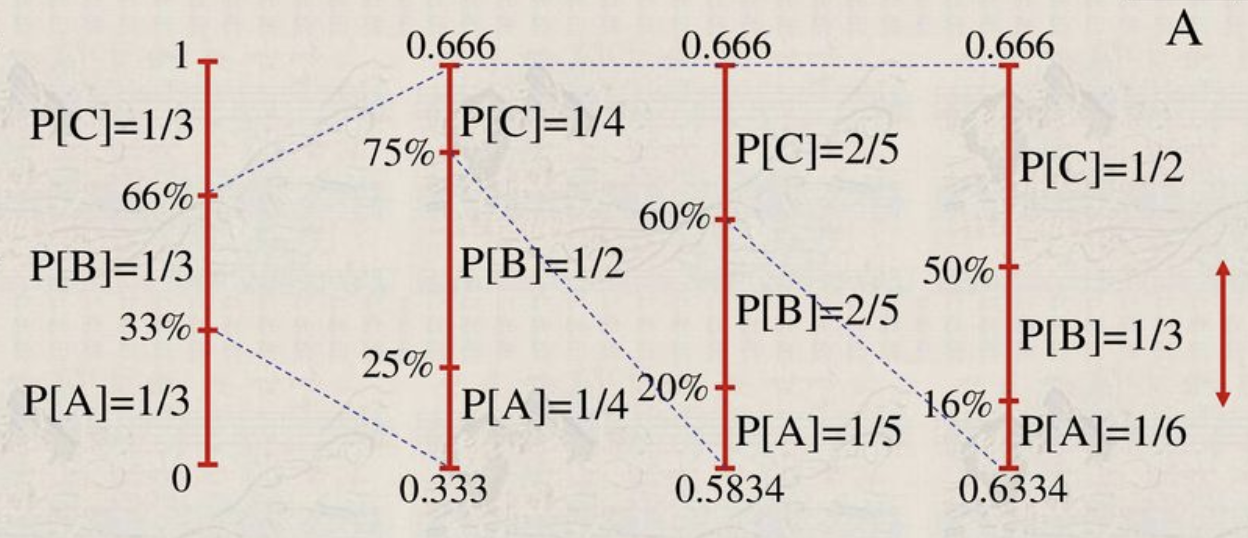 A
1
P[C]=1/3
66%
P[B]=1/3
33%
P[A]=1/3
0
0.666
P[C]=1/4
75%
P[B]=1/2
25%
P[A]=1/4
0.333
0.666
P[C]=2/5
60%
P[B]=2/5
20%
P[A]=1/5
0.5834
0.666
P[C]=1/2
50%
P[B]=1/3
16%
P[A]=1/6
0.6334